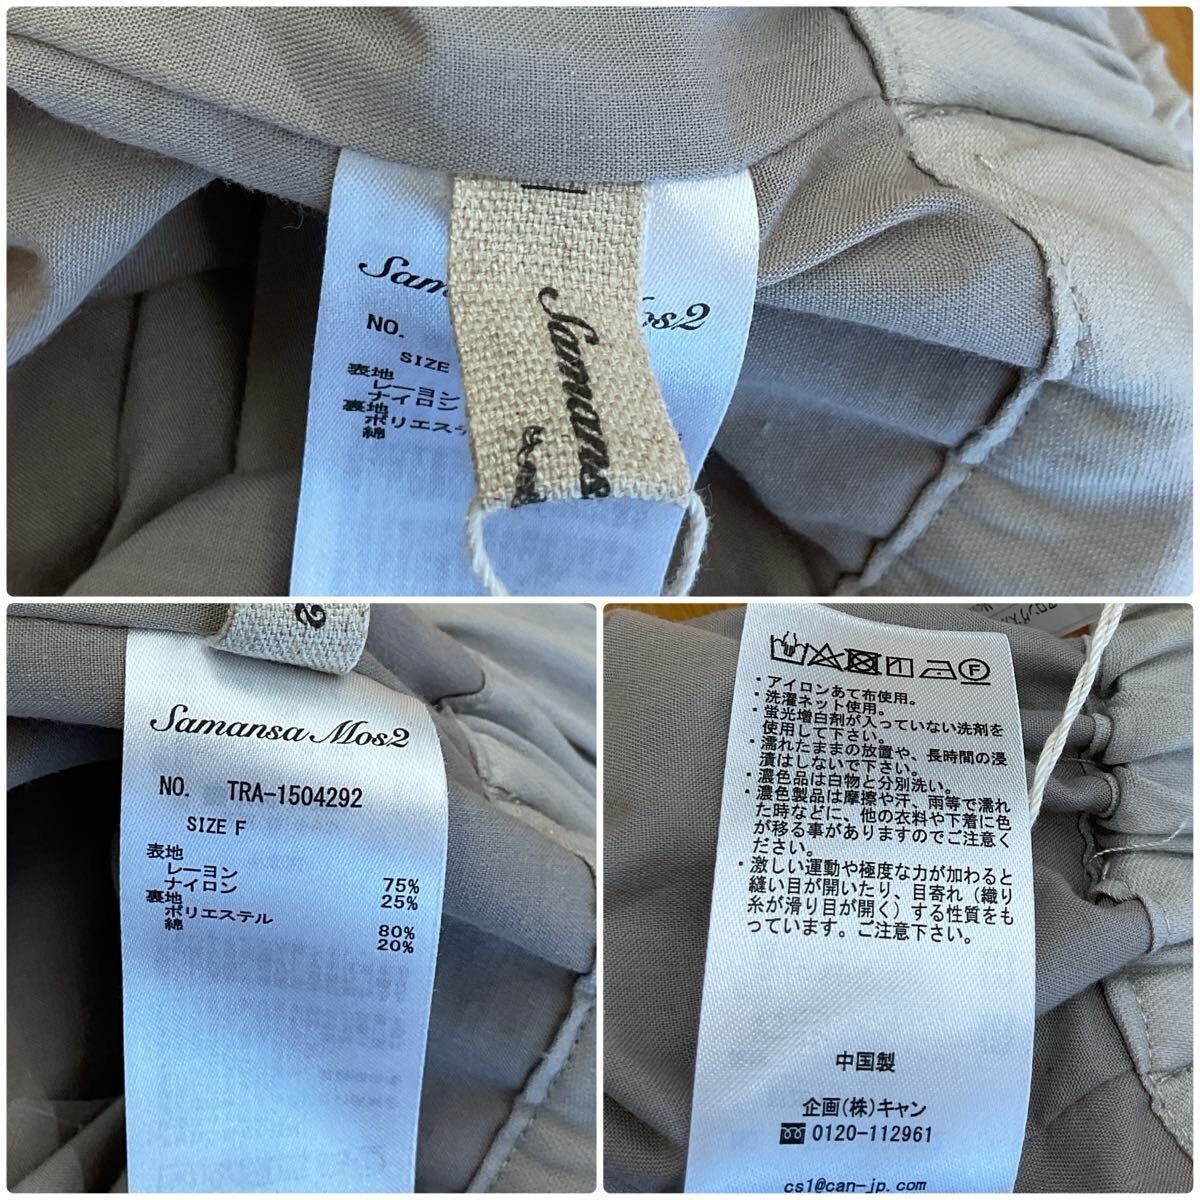 Mos2
NO.
SIZE
表地
レーヨン
ナイロン
裏地
ポリエステ
綿
Samansa Mos2
NO. TRA-1504292
SIZE F
表地
レーヨン 75%
ナイロン 25%
裏地
ポリエステル 80%
綿 20%
F
・アイロンあて布使用。
・洗濯ネット使用。
・蛍光増白剤が入っていない洗剤を
使用して下さい。
・濡れたままの放置や、長時間の浸
漬はしないで下さい。
・濃色品は白物と分別洗い。
・濃色製品は摩擦や汗、雨等で濡れ
た時などに、他の衣料や下着に色
が移る事がありますのでご注意く
ださい。
・激しい運動や極度な力が加わると
縫い目が開いたり、目寄れ（織り
糸が滑り目が開く）する性質をも
っています。ご注意下さい。
中国製
企画(株)キャン
0120-112961
cs1@can-jp.com